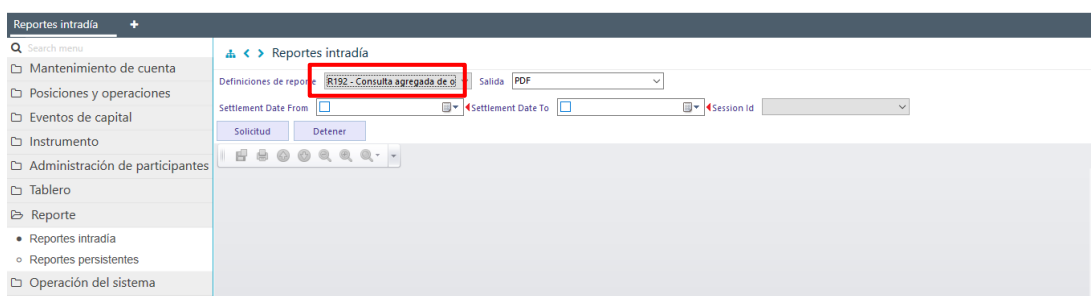 Reportes intradía +
Search menu
Mantenimiento de cuenta
Posiciones y operaciones
Eventos de capital
Instrumento
Administración de participantes
Tablero
Reporte
Reportes intradía
Reportes persistentes
Operación del sistema
Reportes intradía
Definiciones de reporte R192 - Consulta agregada de o Salida PDF
Settlement Date From Settlement Date To Session Id
Solicitud Detener